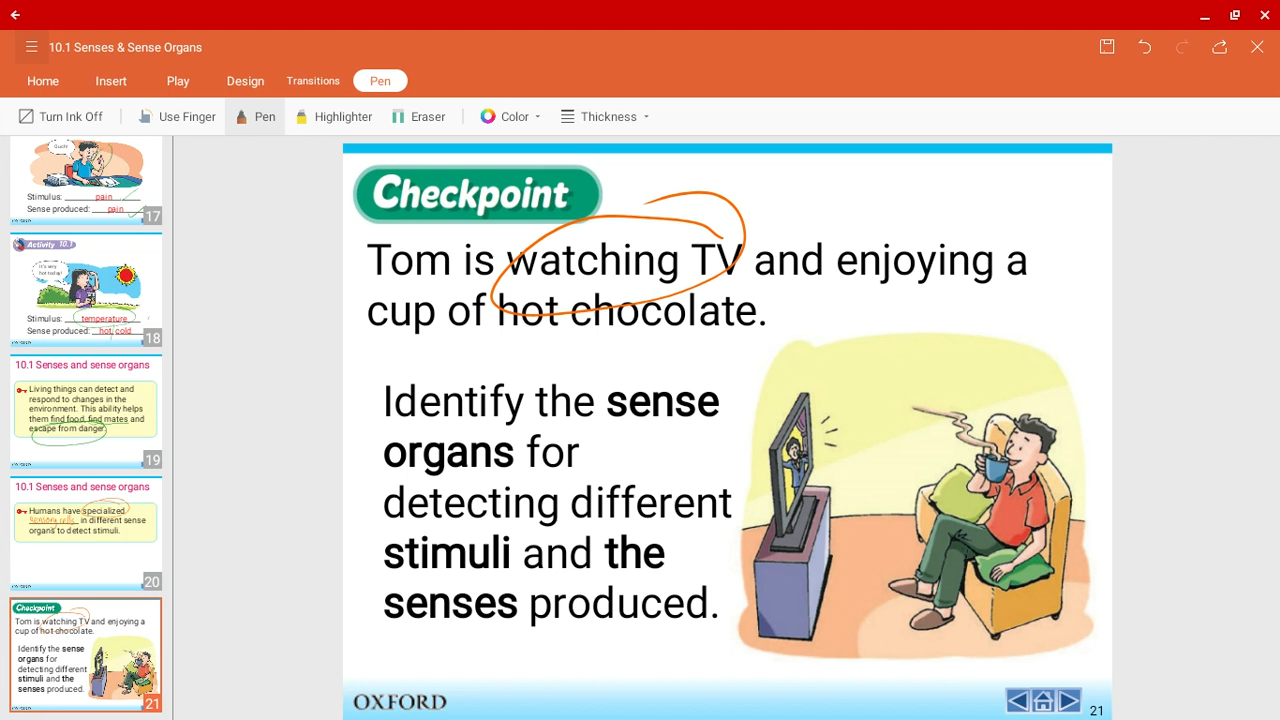 10.1 Senses & Sense Organs
Home Insert Play Design Transitions Pen
Turn Ink Off Use Finger Pen Highlighter Eraser Color Thickness
Ouch!
Stimulus: pain
Sense produced: pain
17
Activity 10.1
It's very
hot today!
Stimulus: temperature
Sense produced: hot, cold
18
10.1 Senses and sense organs
Living things can detect and
respond to changes in the
environment. This ability helps
them find food, find mates and
escape from danger.
19
10.1 Senses and sense organs
Humans have specialized
sensory cells in different sense
organs to detect stimuli.
20
Checkpoint
Tom is watching TV and enjoying a
cup of hot chocolate.
Identify the sense
organs for
detecting different
stimuli and the
senses produced.
21
Checkpoint
Tom is watching TV and enjoying a
cup of hot chocolate.
Identify the sense
organs for
detecting different
stimuli and the
senses produced.
OXFORD
21